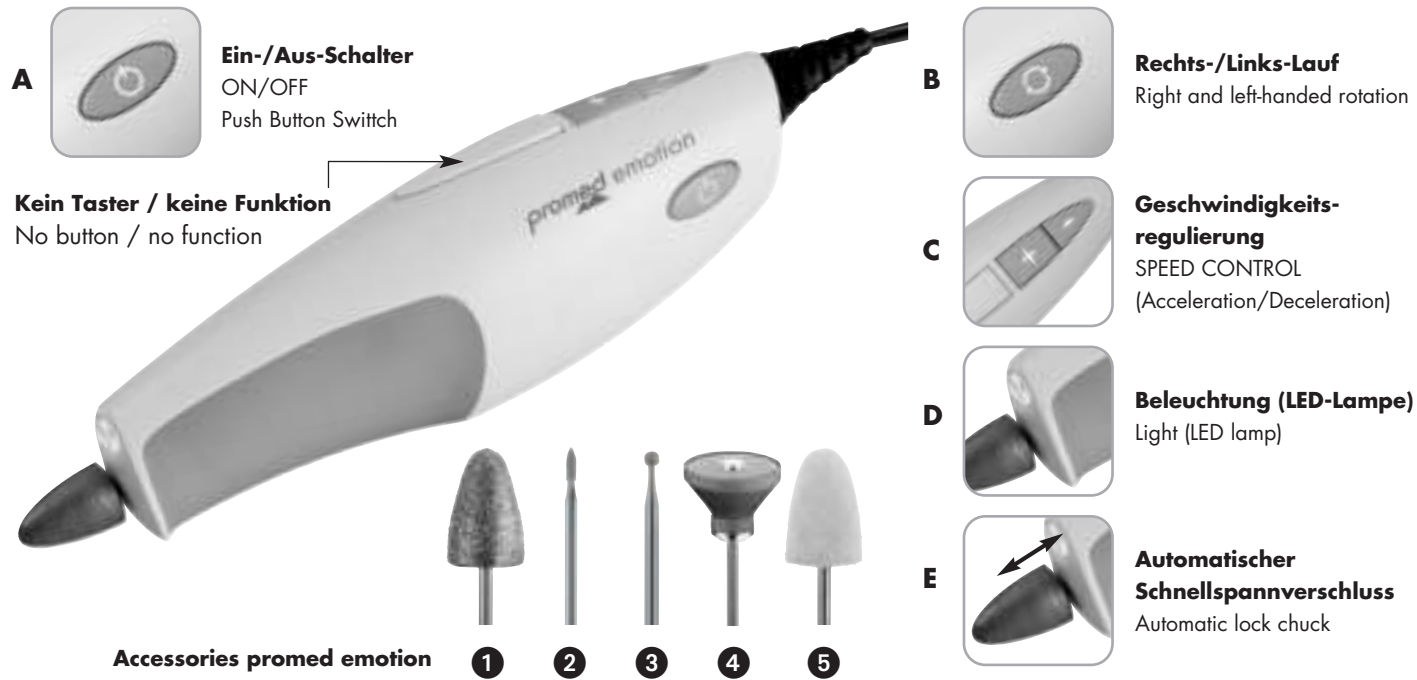 A
Ein-/Aus-Schalter
ON/OFF
Push Button Swittch
Kein Taster / keine Funktion
No button / no function
promed emotion
B
Rechts-/Links-Lauf
Right and left-handed rotation
C
Geschwindigkeits-
regulierung
SPEED CONTROL
(Acceleration/Deceleration)
D
Beleuchtung (LED-Lampe)
Light (LED lamp)
E
Automatischer
Schnellspannverschluss
Automatic lock chuck
Accessories promed emotion
1 2 3 4 5